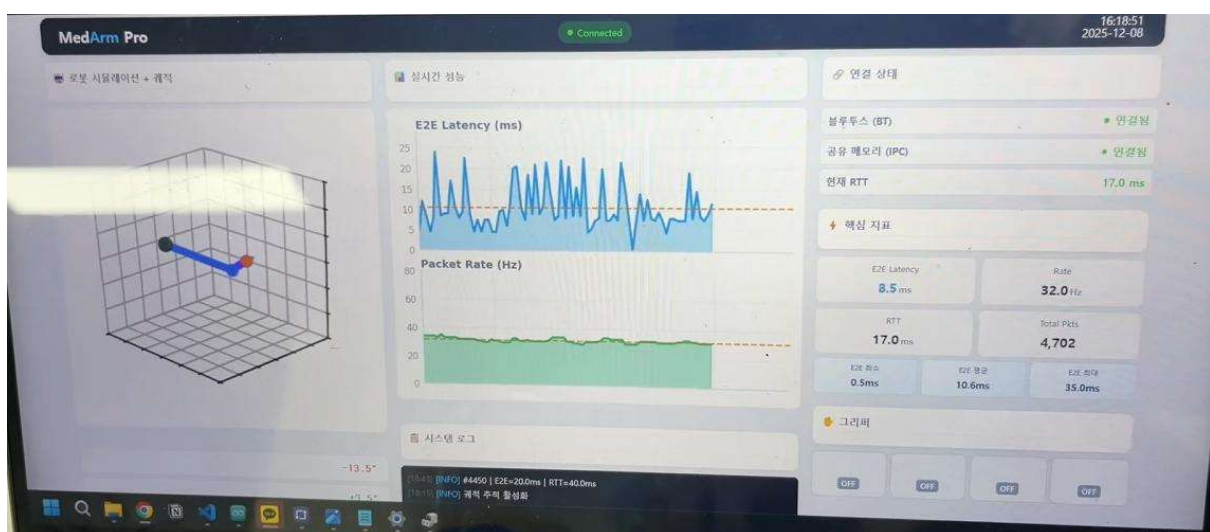 MedArm Pro
Connected
16:18:51
2025-12-08
로봇 시뮬레이션 + 궤적
-13.5°
실시간 성능
E2E Latency (ms)
25
20
15
10
5
0
Packet Rate (Hz)
80
60
40
20
0
시스템 로그
[INFO] #4450 | E2E=20.0ms | RTT=40.0ms
[INFO] 궤적 추적 활성화
연결 상태
블루투스 (BT)
연결됨
공유 메모리 (IPC)
연결됨
현재 RTT
17.0 ms
핵심 지표
E2E Latency
8.5 ms
Rate
32.0 Hz
RTT
17.0 ms
Total Pkts
4,702
E2E 최소
0.5ms
E2E 평균
10.6ms
E2E 최대
35.0ms
그리퍼
OFF
OFF
OFF
OFF